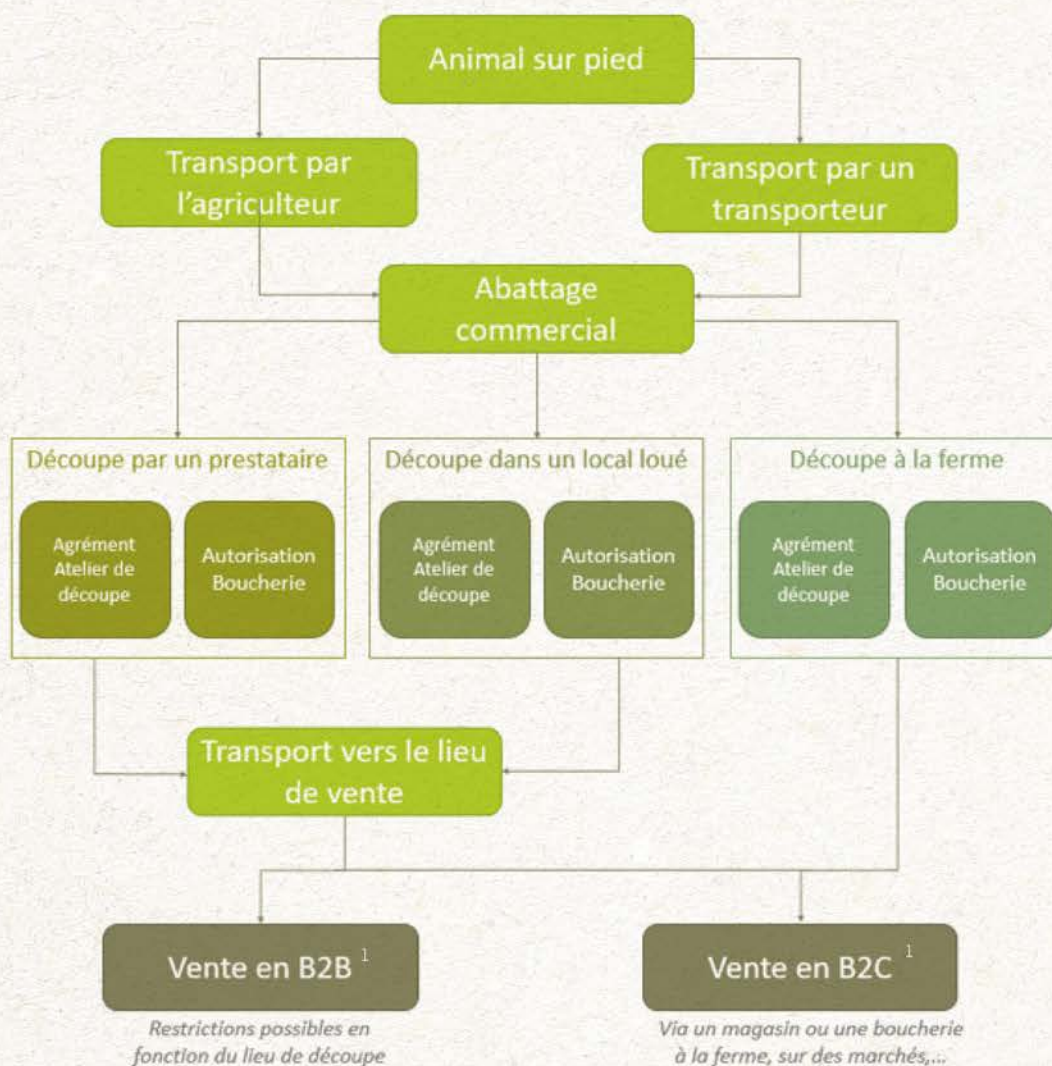 Animal sur pied
Transport par
l'agriculteur
Transport par un
transporteur
Abattage
commercial
Découpe par un prestataire
Agrément
Atelier de
découpe
Autorisation
Boucherie
Découpe dans un local loué
Agrément
Atelier de
découpe
Autorisation
Boucherie
Découpe à la ferme
Agrément
Atelier de
découpe
Autorisation
Boucherie
Transport vers le lieu
de vente
Vente en B2B 1
Restrictions possibles en
fonction du lieu de découpe
Vente en B2C 1
Via un magasin ou une boucherie
à la ferme, sur des marchés,...